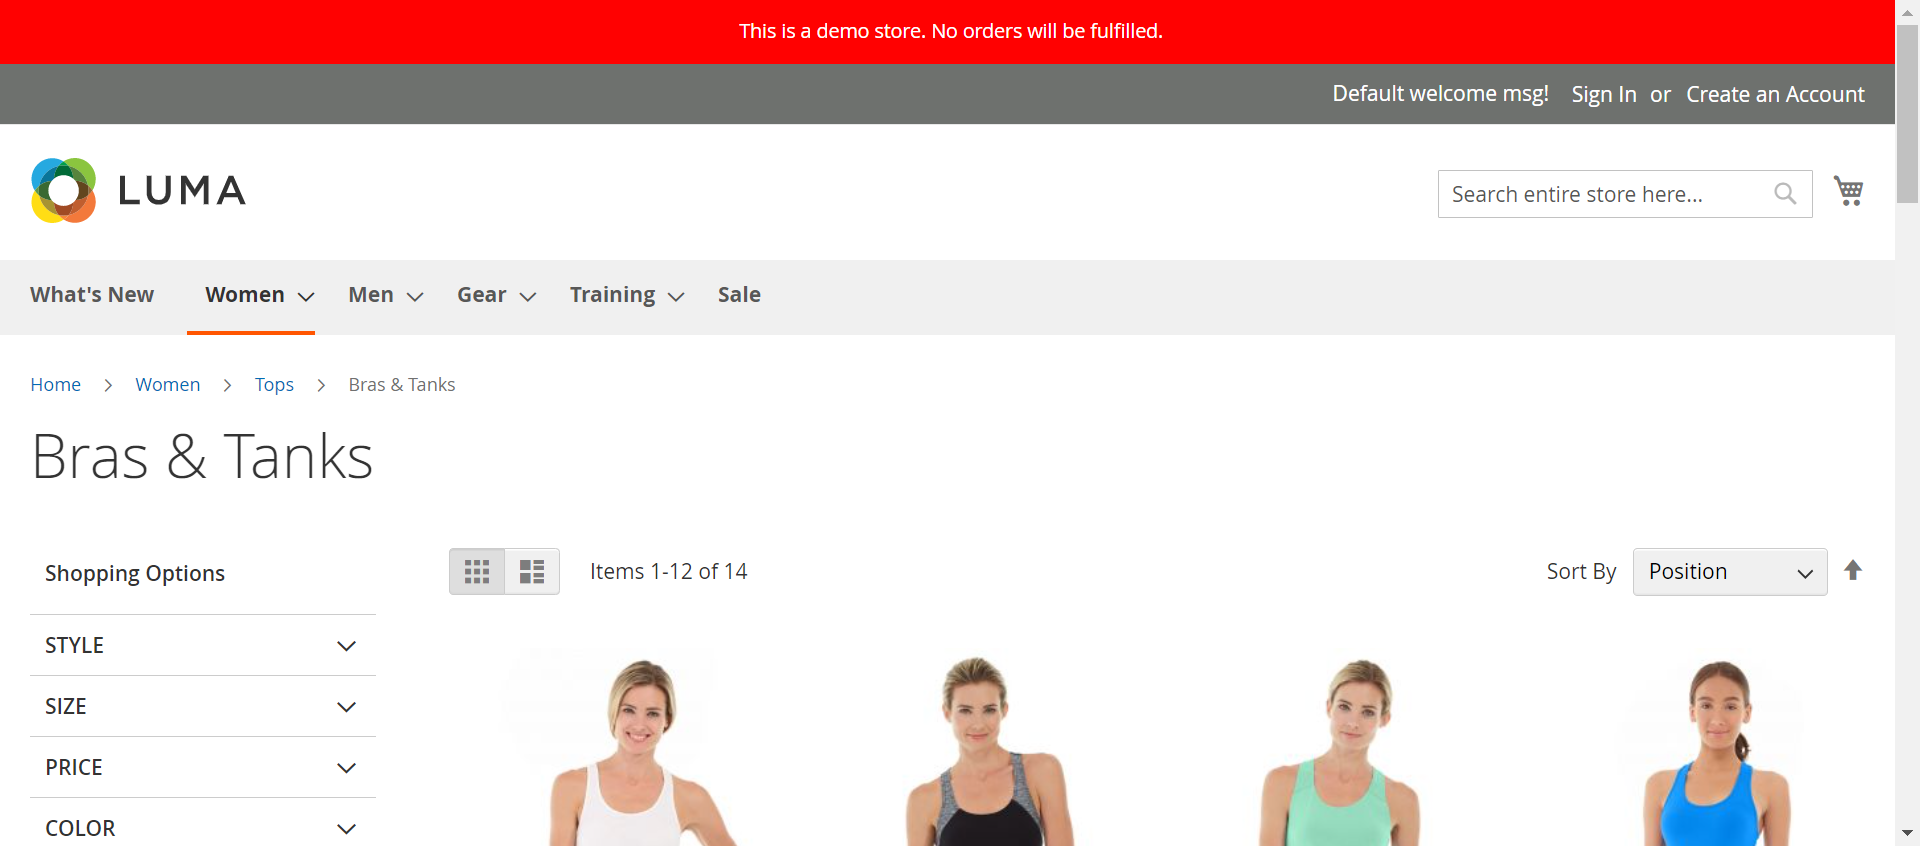 This is a demo store. No orders will be fulfilled.
Default welcome msg! Sign In or Create an Account
LUMA
Search entire store here...
What's New Women Men Gear Training Sale
Home > Women > Tops > Bras & Tanks
Bras & Tanks
Shopping Options
Items 1-12 of 14
Sort By Position
STYLE
SIZE
PRICE
COLOR